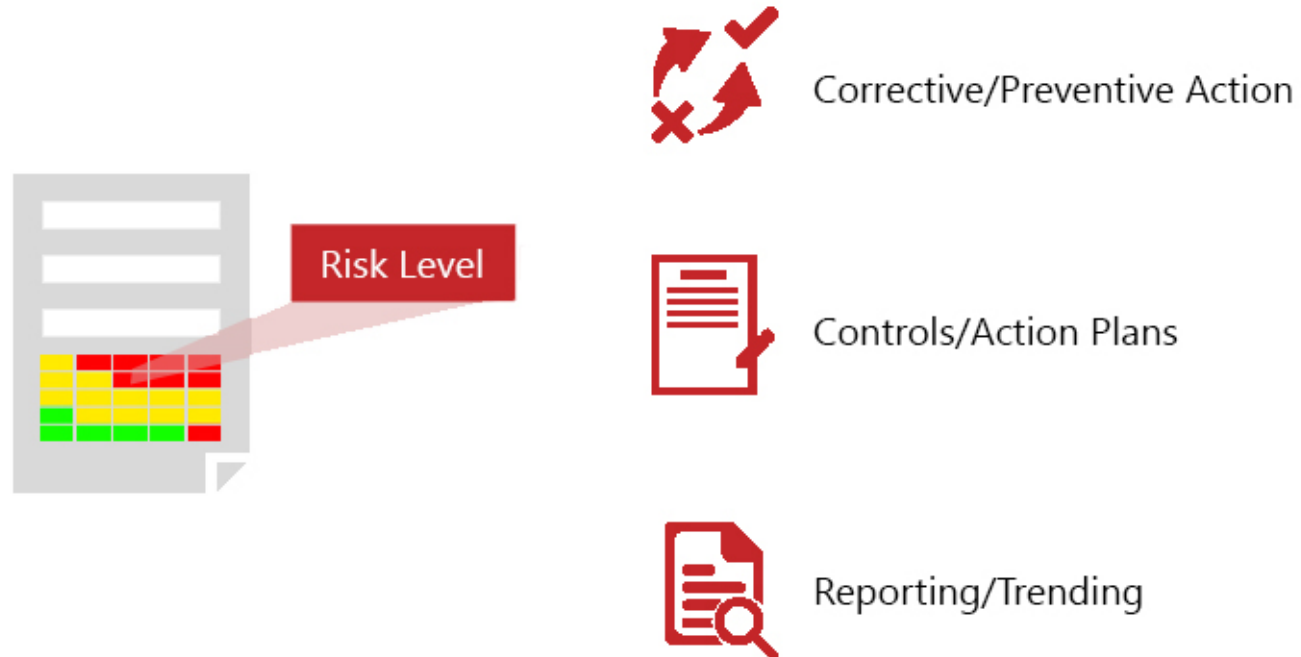 Corrective/Preventive Action
Risk Level
Controls/Action Plans
Reporting/Trending